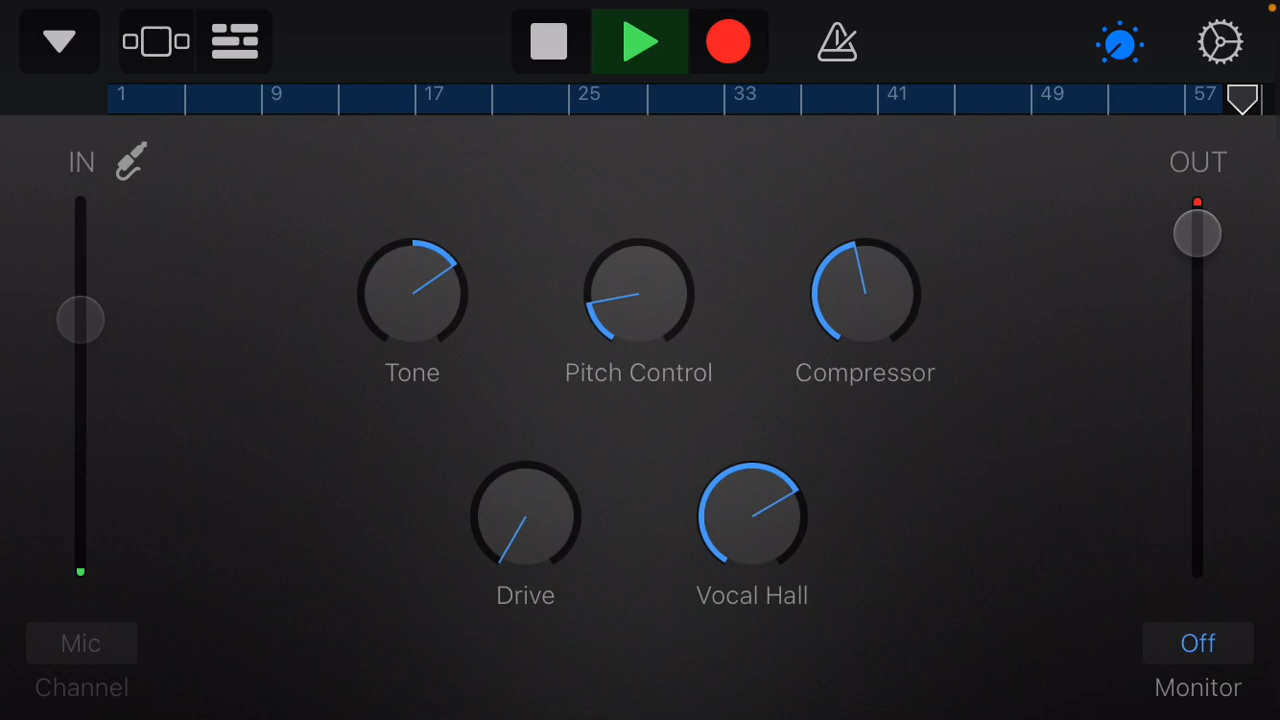 1 9 17 25 33 41 49 57
IN OUT
Tone Pitch Control Compressor
Drive Vocal Hall
Mic Off
Channel Monitor